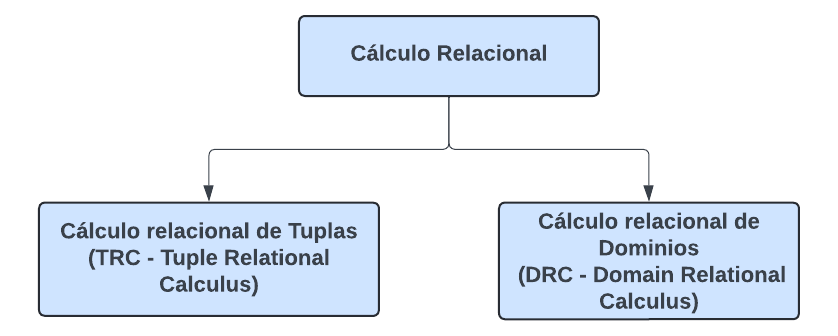 Cálculo Relacional
Cálculo relacional de Tuplas
(TRC - Tuple Relational
Calculus)
Cálculo relacional de
Dominios
(DRC - Domain Relational
Calculus)